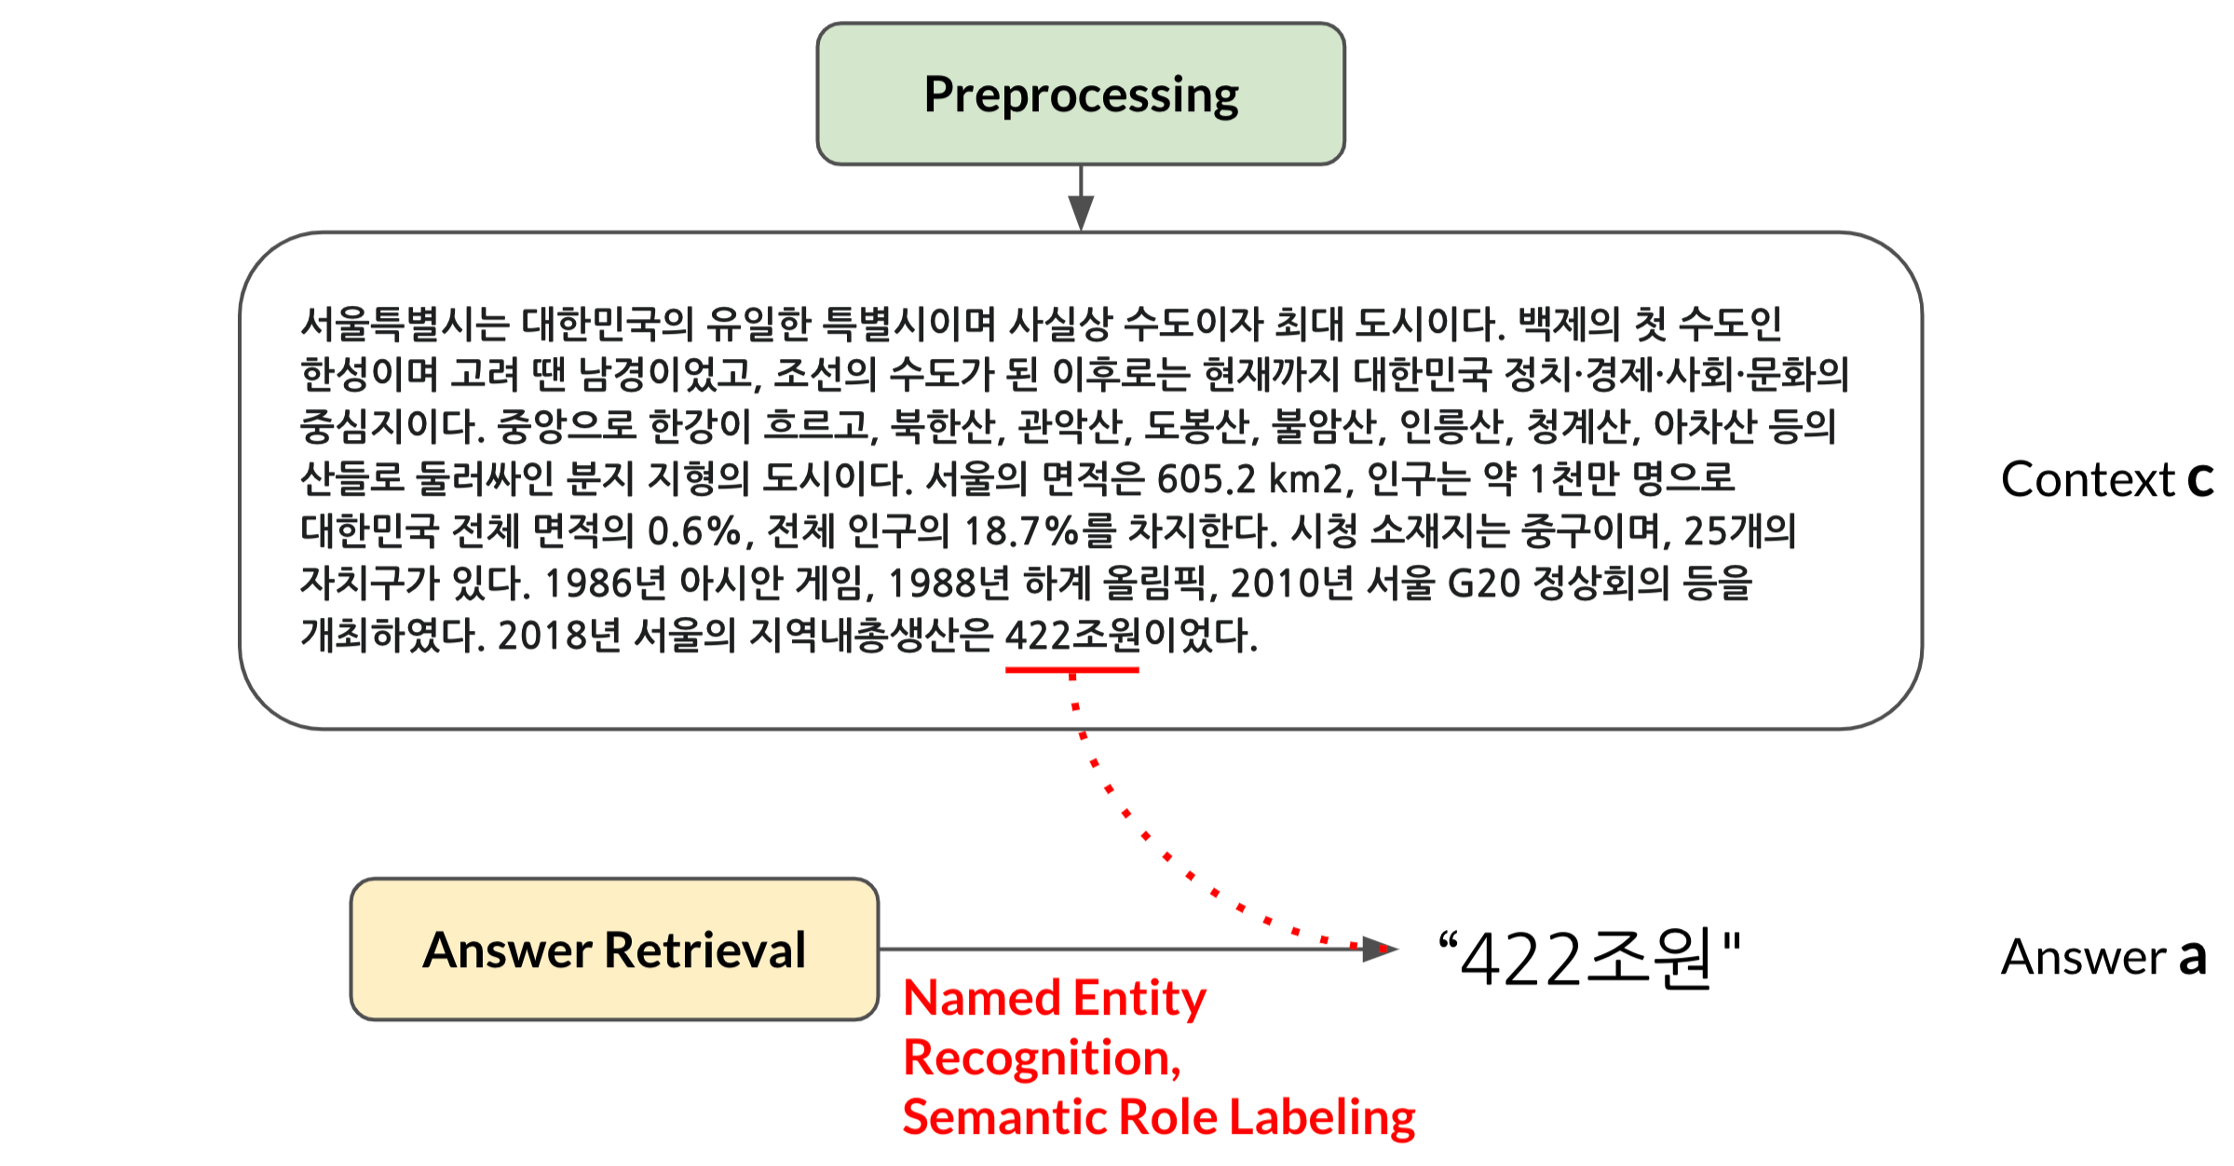 Preprocessing
서울특별시는 대한민국의 유일한 특별시이며 사실상 수도이자 최대 도시이다. 백제의 첫 수도인
한성이며 고려 땐 남경이었고, 조선의 수도가 된 이후로는 현재까지 대한민국 정치·경제·사회·문화의
중심지이다. 중앙으로 한강이 흐르고, 북한산, 관악산, 도봉산, 불암산, 인릉산, 청계산, 아차산 등의
산들로 둘러싸인 분지 지형의 도시이다. 서울의 면적은 605.2 km2, 인구는 약 1천만 명으로
대한민국 전체 면적의 0.6%, 전체 인구의 18.7%를 차지한다. 시청 소재지는 중구이며, 25개의
자치구가 있다. 1986년 아시안 게임, 1988년 하계 올림픽, 2010년 서울 G20 정상회의 등을
개최하였다. 2018년 서울의 지역내총생산은 422조원이었다.
Context c
Answer Retrieval
Named Entity
Recognition,
Semantic Role Labeling
“422조원"
Answer a